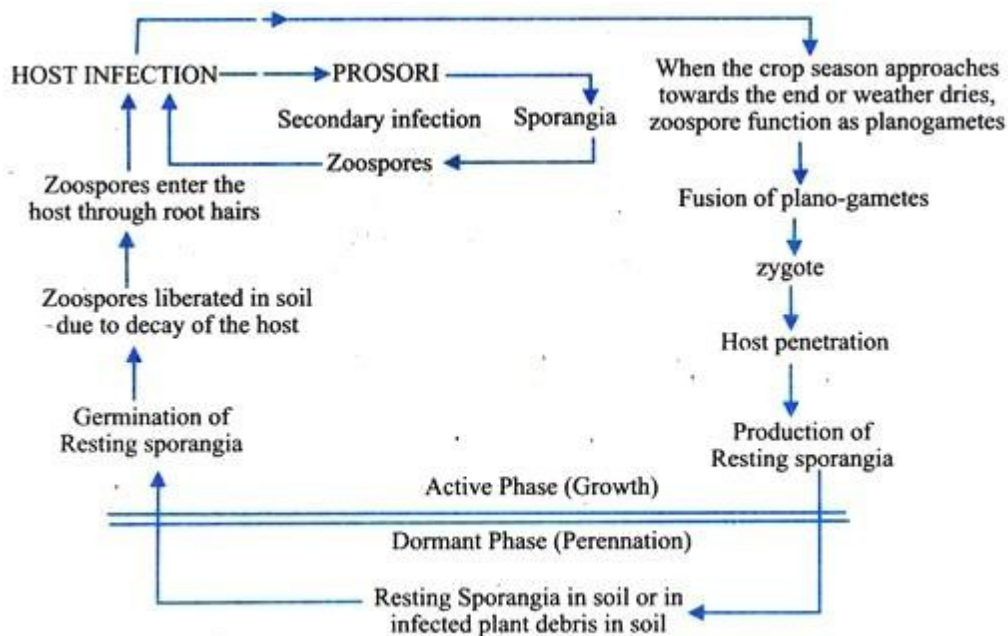 HOST INFECTION
PROSORI
Secondary infection
Sporangia
Zoospores
When the crop season approaches
towards the end or weather dries,
zoospore function as planogametes
Fusion of plano-gametes
zygote
Host penetration
Production of
Resting sporangia
Zoospores enter the
host through root hairs
Zoospores liberated in soil
due to decay of the host
Germination of
Resting sporangia
Active Phase (Growth)
Dormant Phase (Perennation)
Resting Sporangia in soil or in
infected plant debris in soil